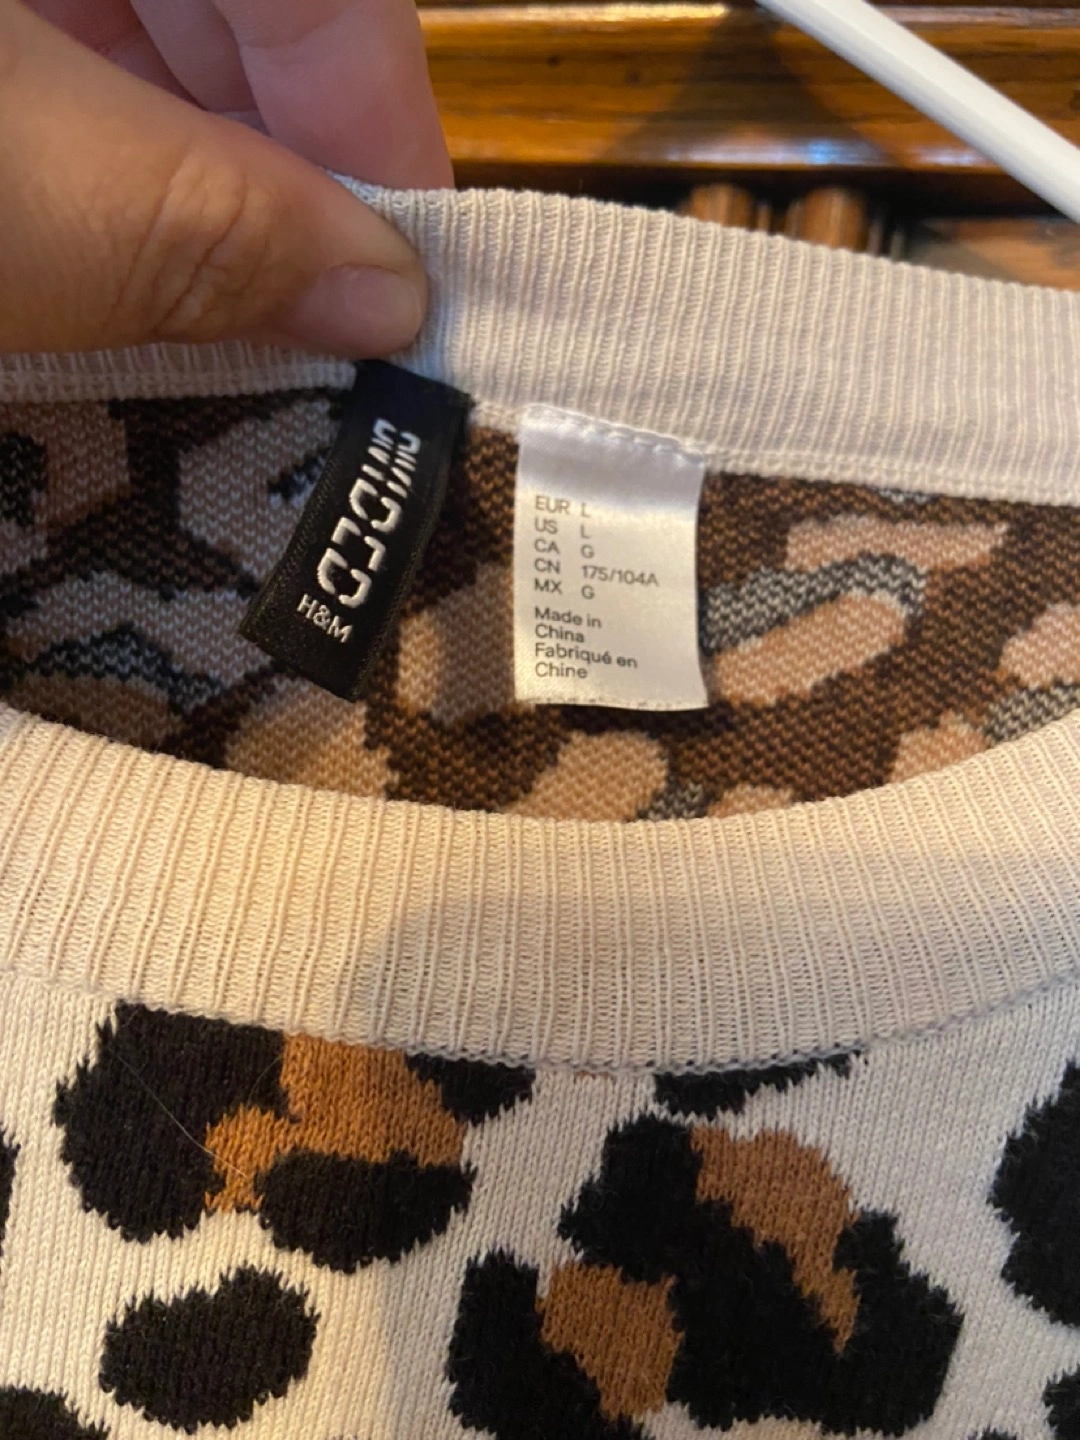 DIVIDED
H&M
EUR L
US L
CA G
CN 175/104A
MX G
Made in
China
Fabriqué en
Chine